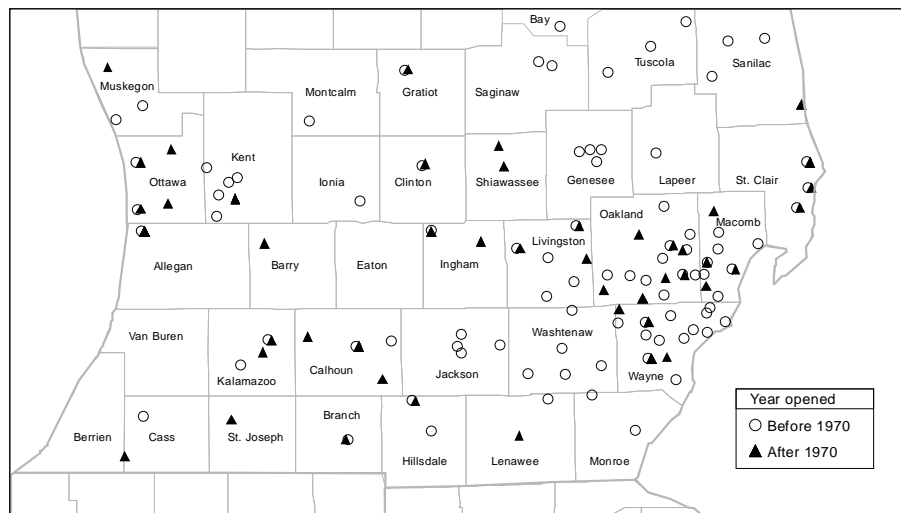 Bay
Tuscola
Sanilac
Muskegon
Montcalm
Gratiot
Saginaw
Kent
Ottawa
Ionia
Clinton
Shiawassee
Genesee
Lapeer
St. Clair
Oakland
Macomb
Livingston
Allegan
Barry
Eaton
Ingham
Van Buren
Washtenaw
Kalamazoo
Calhoun
Jackson
Wayne
Branch
Berrien
Cass
St. Joseph
Hillsdale
Lenawee
Monroe
Year opened
Before 1970
After 1970